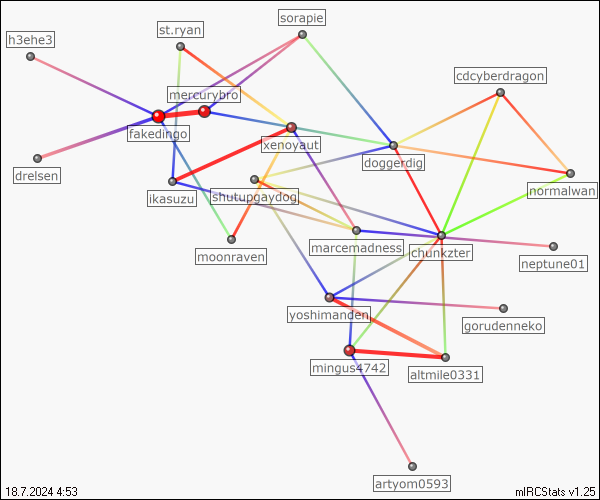 sorapie
st.ryan
h3ehe3
cdcyberdragon
mercurybro
fakedingo
xenoyaut
doggerdig
drelsen
normalwan
ikasuzu
shutupgaydog
marcemadness
chunkzter
moonraven
neptune01
yoshimanden
gorudenneko
mingus4742
altmile0331
artyom0593
18.7.2024 4:53
mIRCStats v1.25